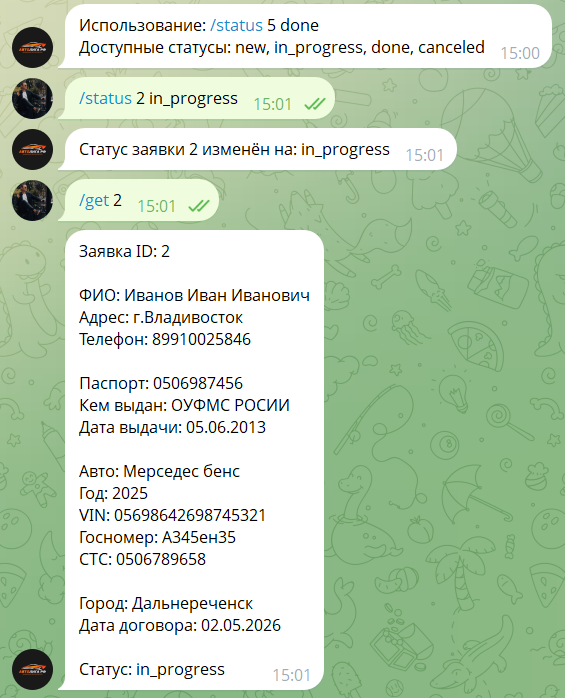 Использование: /status 5 done
Доступные статусы: new, in_progress, done, canceled
15:00
/status 2 in_progress
15:01
Статус заявки 2 изменён на: in_progress
15:01
/get 2
15:01
Заявка ID: 2
ФИО: Иванов Иван Иванович
Адрес: г.Владивосток
Телефон: 89910025846
Паспорт: 0506987456
Кем выдан: ОУФМС РОСИИ
Дата выдачи: 05.06.2013
Авто: Мерседес бенс
Год: 2025
VIN: 05698642698745321
Госномер: А345ен35
СТС: 0506789658
Город: Дальнереченск
Дата договора: 02.05.2026
Статус: in_progress
15:01